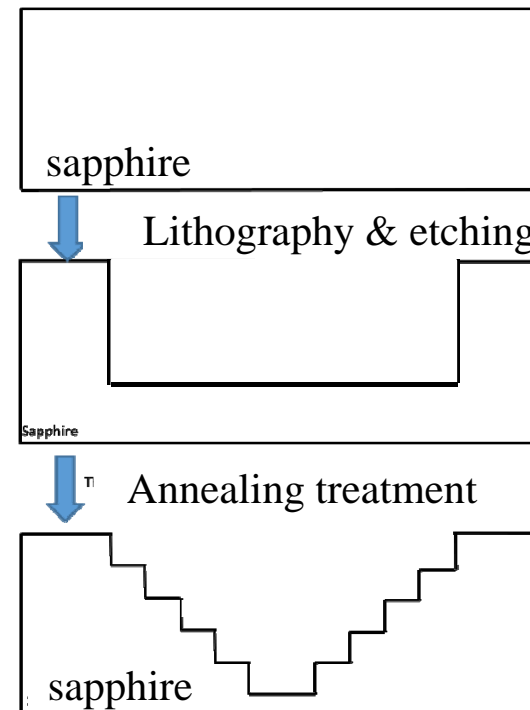 sapphire
Lithography & etching
Sapphire
Annealing treatment
sapphire